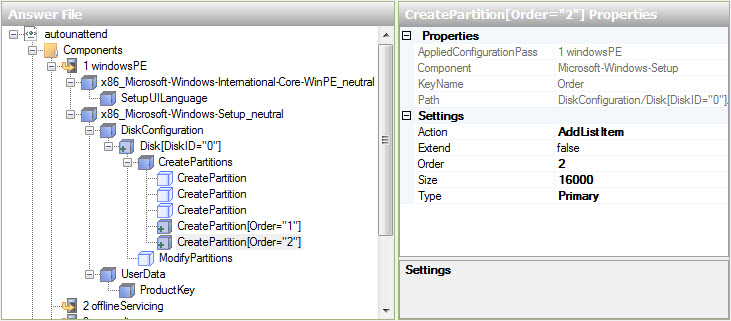 Answer File
autounattend
Components
1 windowsPE
x86_Microsoft-Windows-International-Core-WinPE_neutral
SetupUILanguage
x86_Microsoft-Windows-Setup_neutral
DiskConfiguration
Disk[DiskID="0"]
CreatePartitions
CreatePartition
CreatePartition
CreatePartition
CreatePartition[Order="1"]
CreatePartition[Order="2"]
ModifyPartitions
UserData
ProductKey
2 offlineServicing
CreatePartition[Order="2"] Properties
Properties
AppliedConfigurationPass 1 windowsPE
Component Microsoft-Windows-Setup
KeyName Order
Path DiskConfiguration/Disk[DiskID="0"].
Settings
Action AddListItem
Extend false
Order 2
Size 16000
Type Primary
Settings